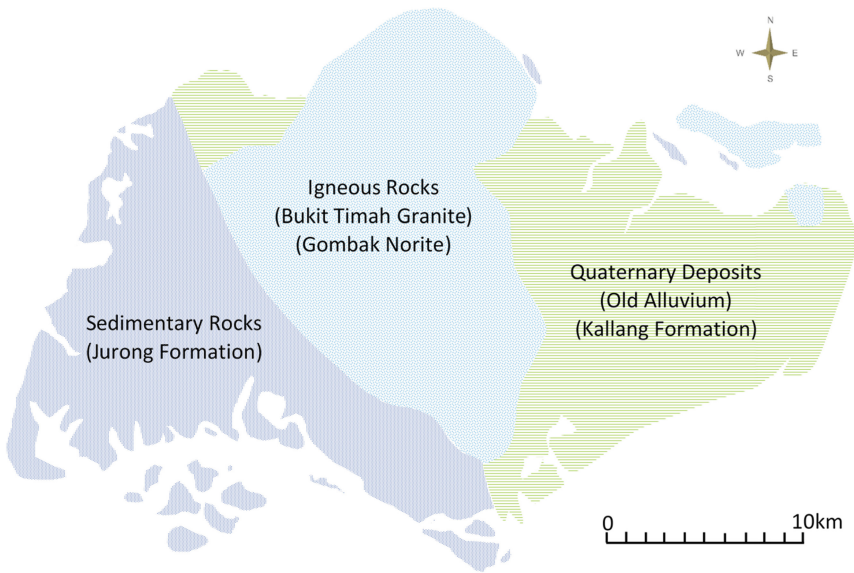 N
W E
S
Igneous Rocks
(Bukit Timah Granite)
(Gombak Norite)
Quaternary Deposits
(Old Alluvium)
(Kallang Formation)
Sedimentary Rocks
(Jurong Formation)
0 10km